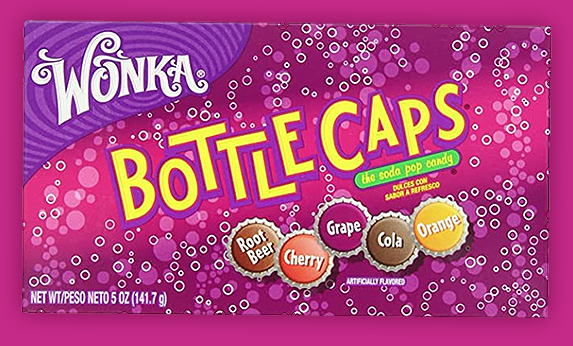 WONKA®
BOTTLE CAPS
the soda pop candy
DULCES CON
SABOR A REFRESCO
Root
Beer
Cherry
Grape
Cola
Orange
ARTIFICIALLY FLAVORED
NET WT/PESO NETO 5 OZ (141.7 g)